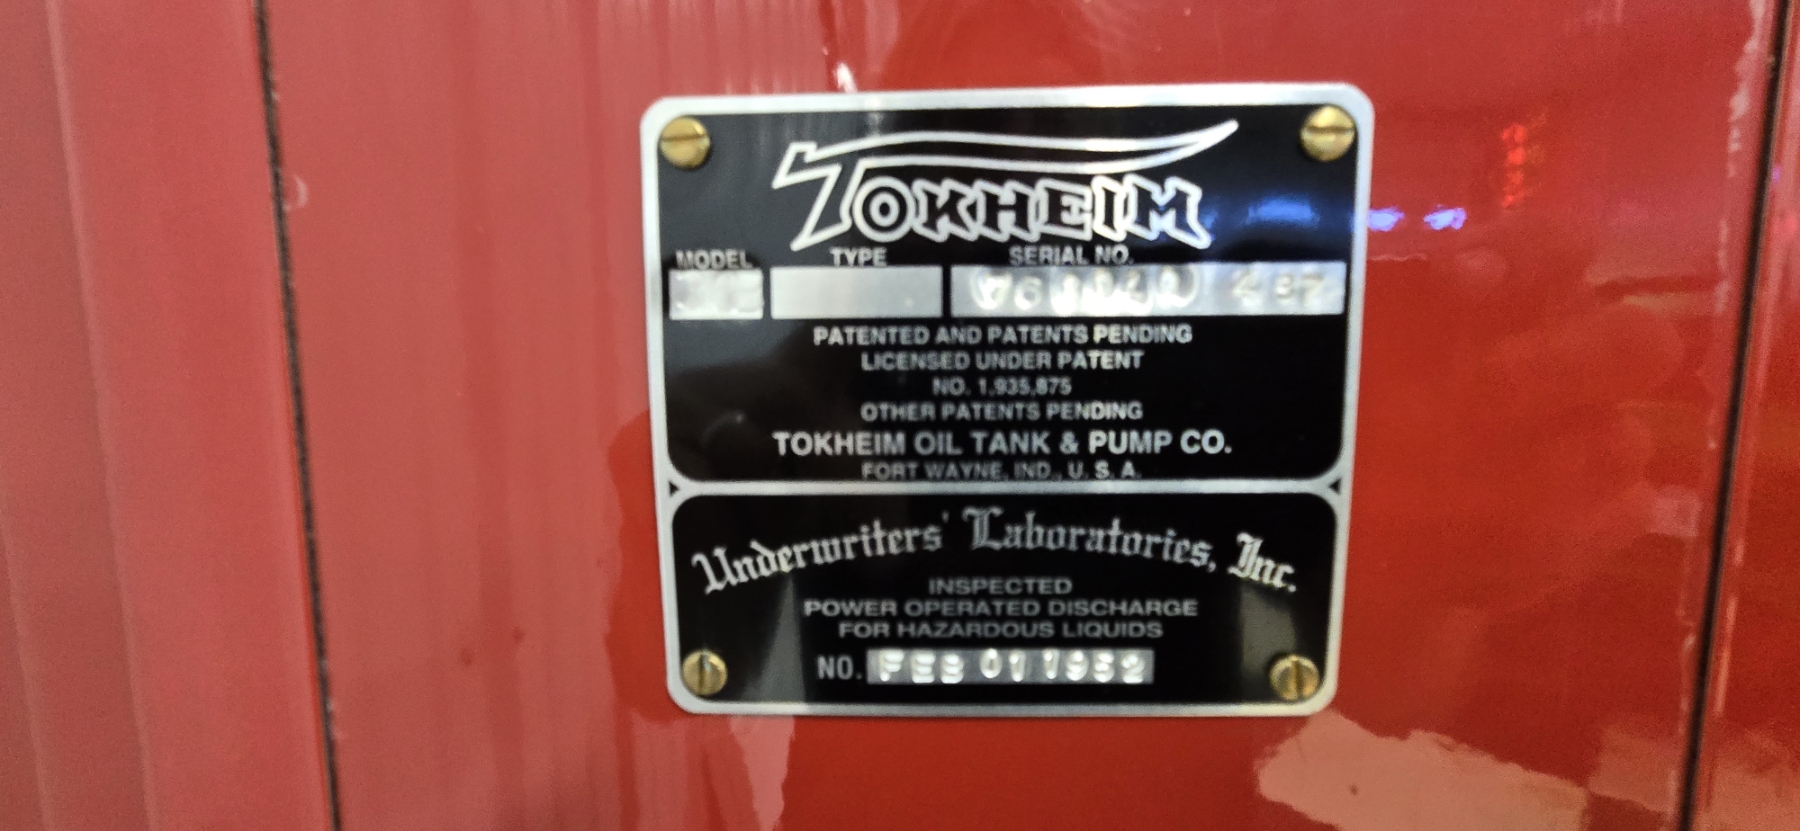 TOKHEIM
MODEL TYPE SERIAL NO.
PATENTED AND PATENTS PENDING
LICENSED UNDER PATENT
NO. 1,935,875
OTHER PATENTS PENDING
TOKHEIM OIL TANK & PUMP CO.
FORT WAYNE, IND., U. S. A.
Underwriters' Laboratories, Inc.
INSPECTED
POWER OPERATED DISCHARGE
FOR HAZARDOUS LIQUIDS
NO. FEB 01 1952